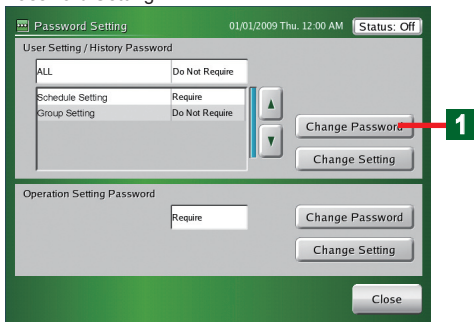 Password Setting
01/01/2009 Thu. 12:00 AM
Status: Off
User Setting / History Password
ALL Do Not Require
Schedule Setting Require
Group Setting Do Not Require
Change Password
1
Change Setting
Operation Setting Password
Require
Change Password
Change Setting
Close